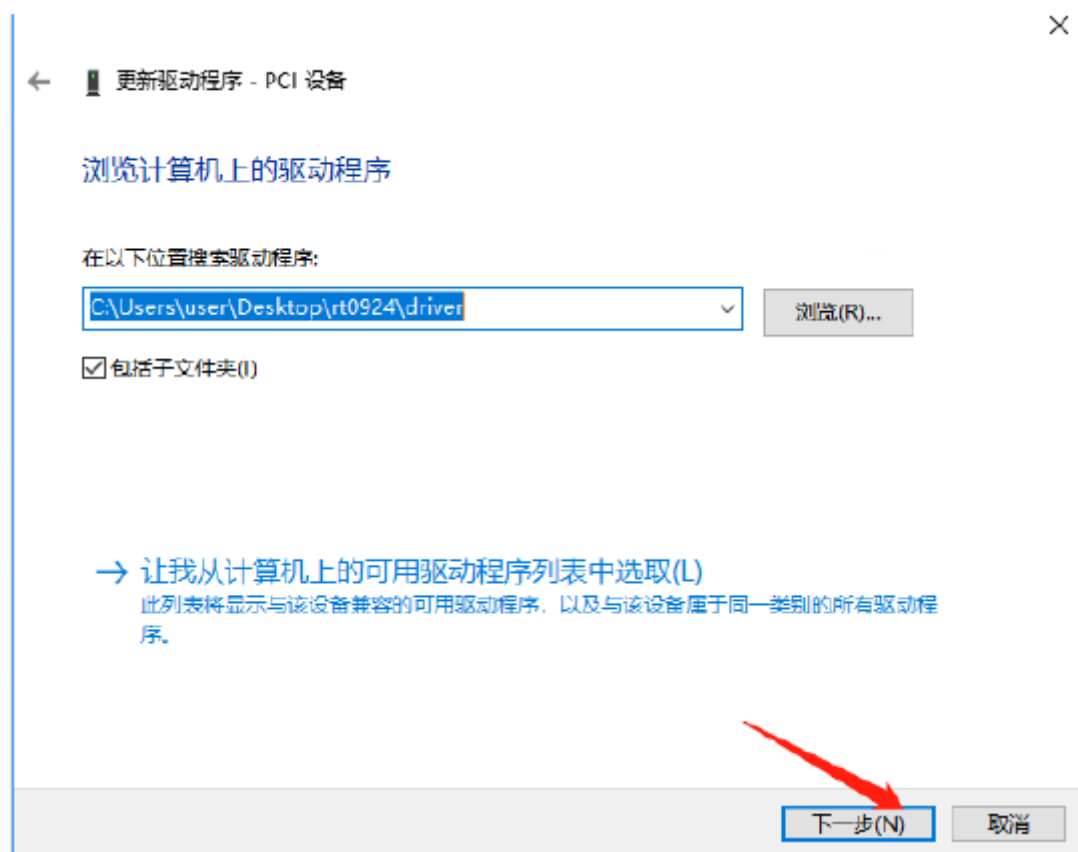 更新驱动程序 - PCI 设备
浏览计算机上的驱动程序
在以下位置搜索驱动程序:
C:\Users\user\Desktop\rt0924\driver
浏览(R)...
包括子文件夹(I)
让我从计算机上的可用驱动程序列表中选取(L)
此列表将显示与该设备兼容的可用驱动程序，以及与该设备属于同一类别的所有驱动程
序。
下一步(N)
取消